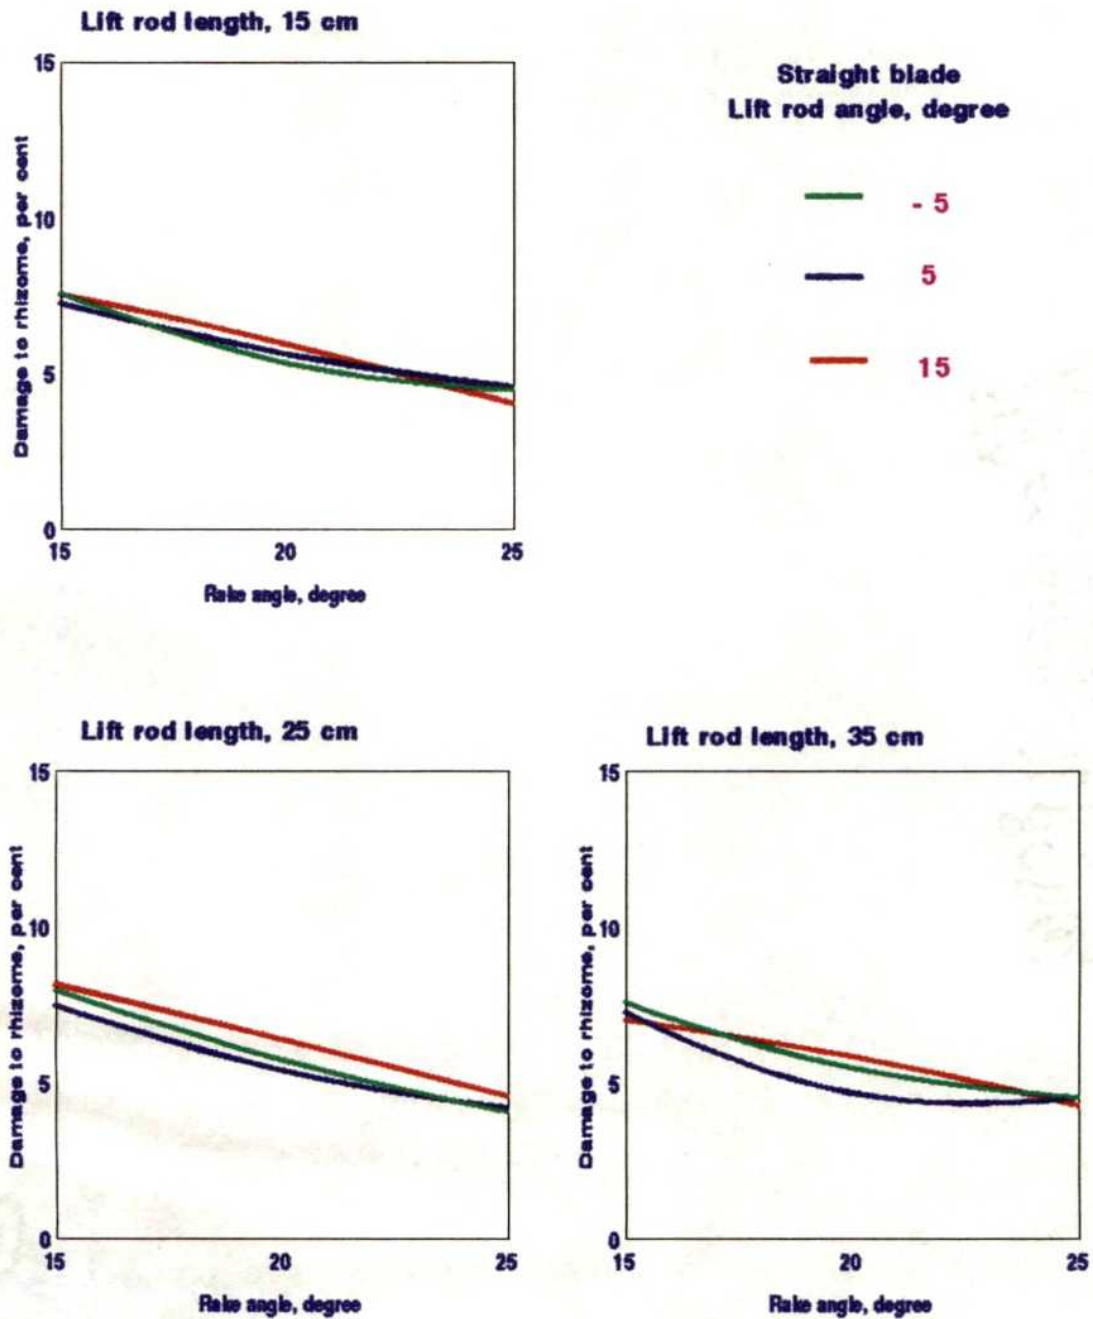 Lift rod length, 15 cm
15
10
5
0
Damage to rhizome, per cent
15 20 25
Rake angle, degree
Straight blade
Lift rod angle, degree
- 5
5
15
Lift rod length, 25 cm
15
10
5
0
Damage to rhizome, per cent
15 20 25
Rake angle, degree
Lift rod length, 35 cm
15
10
5
0
Damage to rhizome, per cent
15 20 25
Rake angle, degree